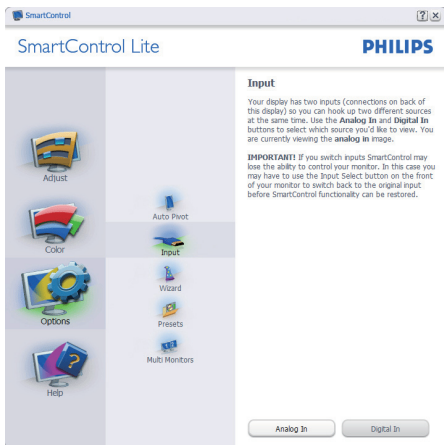 SmartControl
? ×
SmartControl Lite
PHILIPS
Adjust
Color
Options
Help
Auto Pivot
Input
Wizard
Presets
Multi Monitors
Input
Your display has two inputs (connections on back of
this display) so you can hook up two different sources
at the same time. Use the Analog In and Digital In
buttons to select which source you'd like to view. You
are currently viewing the analog in image.
IMPORTANT! If you switch inputs SmartControl may
lose the ability to control your monitor. In this case you
may have to use the Input Select button on the front
of your monitor to switch back to the original input
before SmartControl functionality can be restored.
Analog In
Digital In